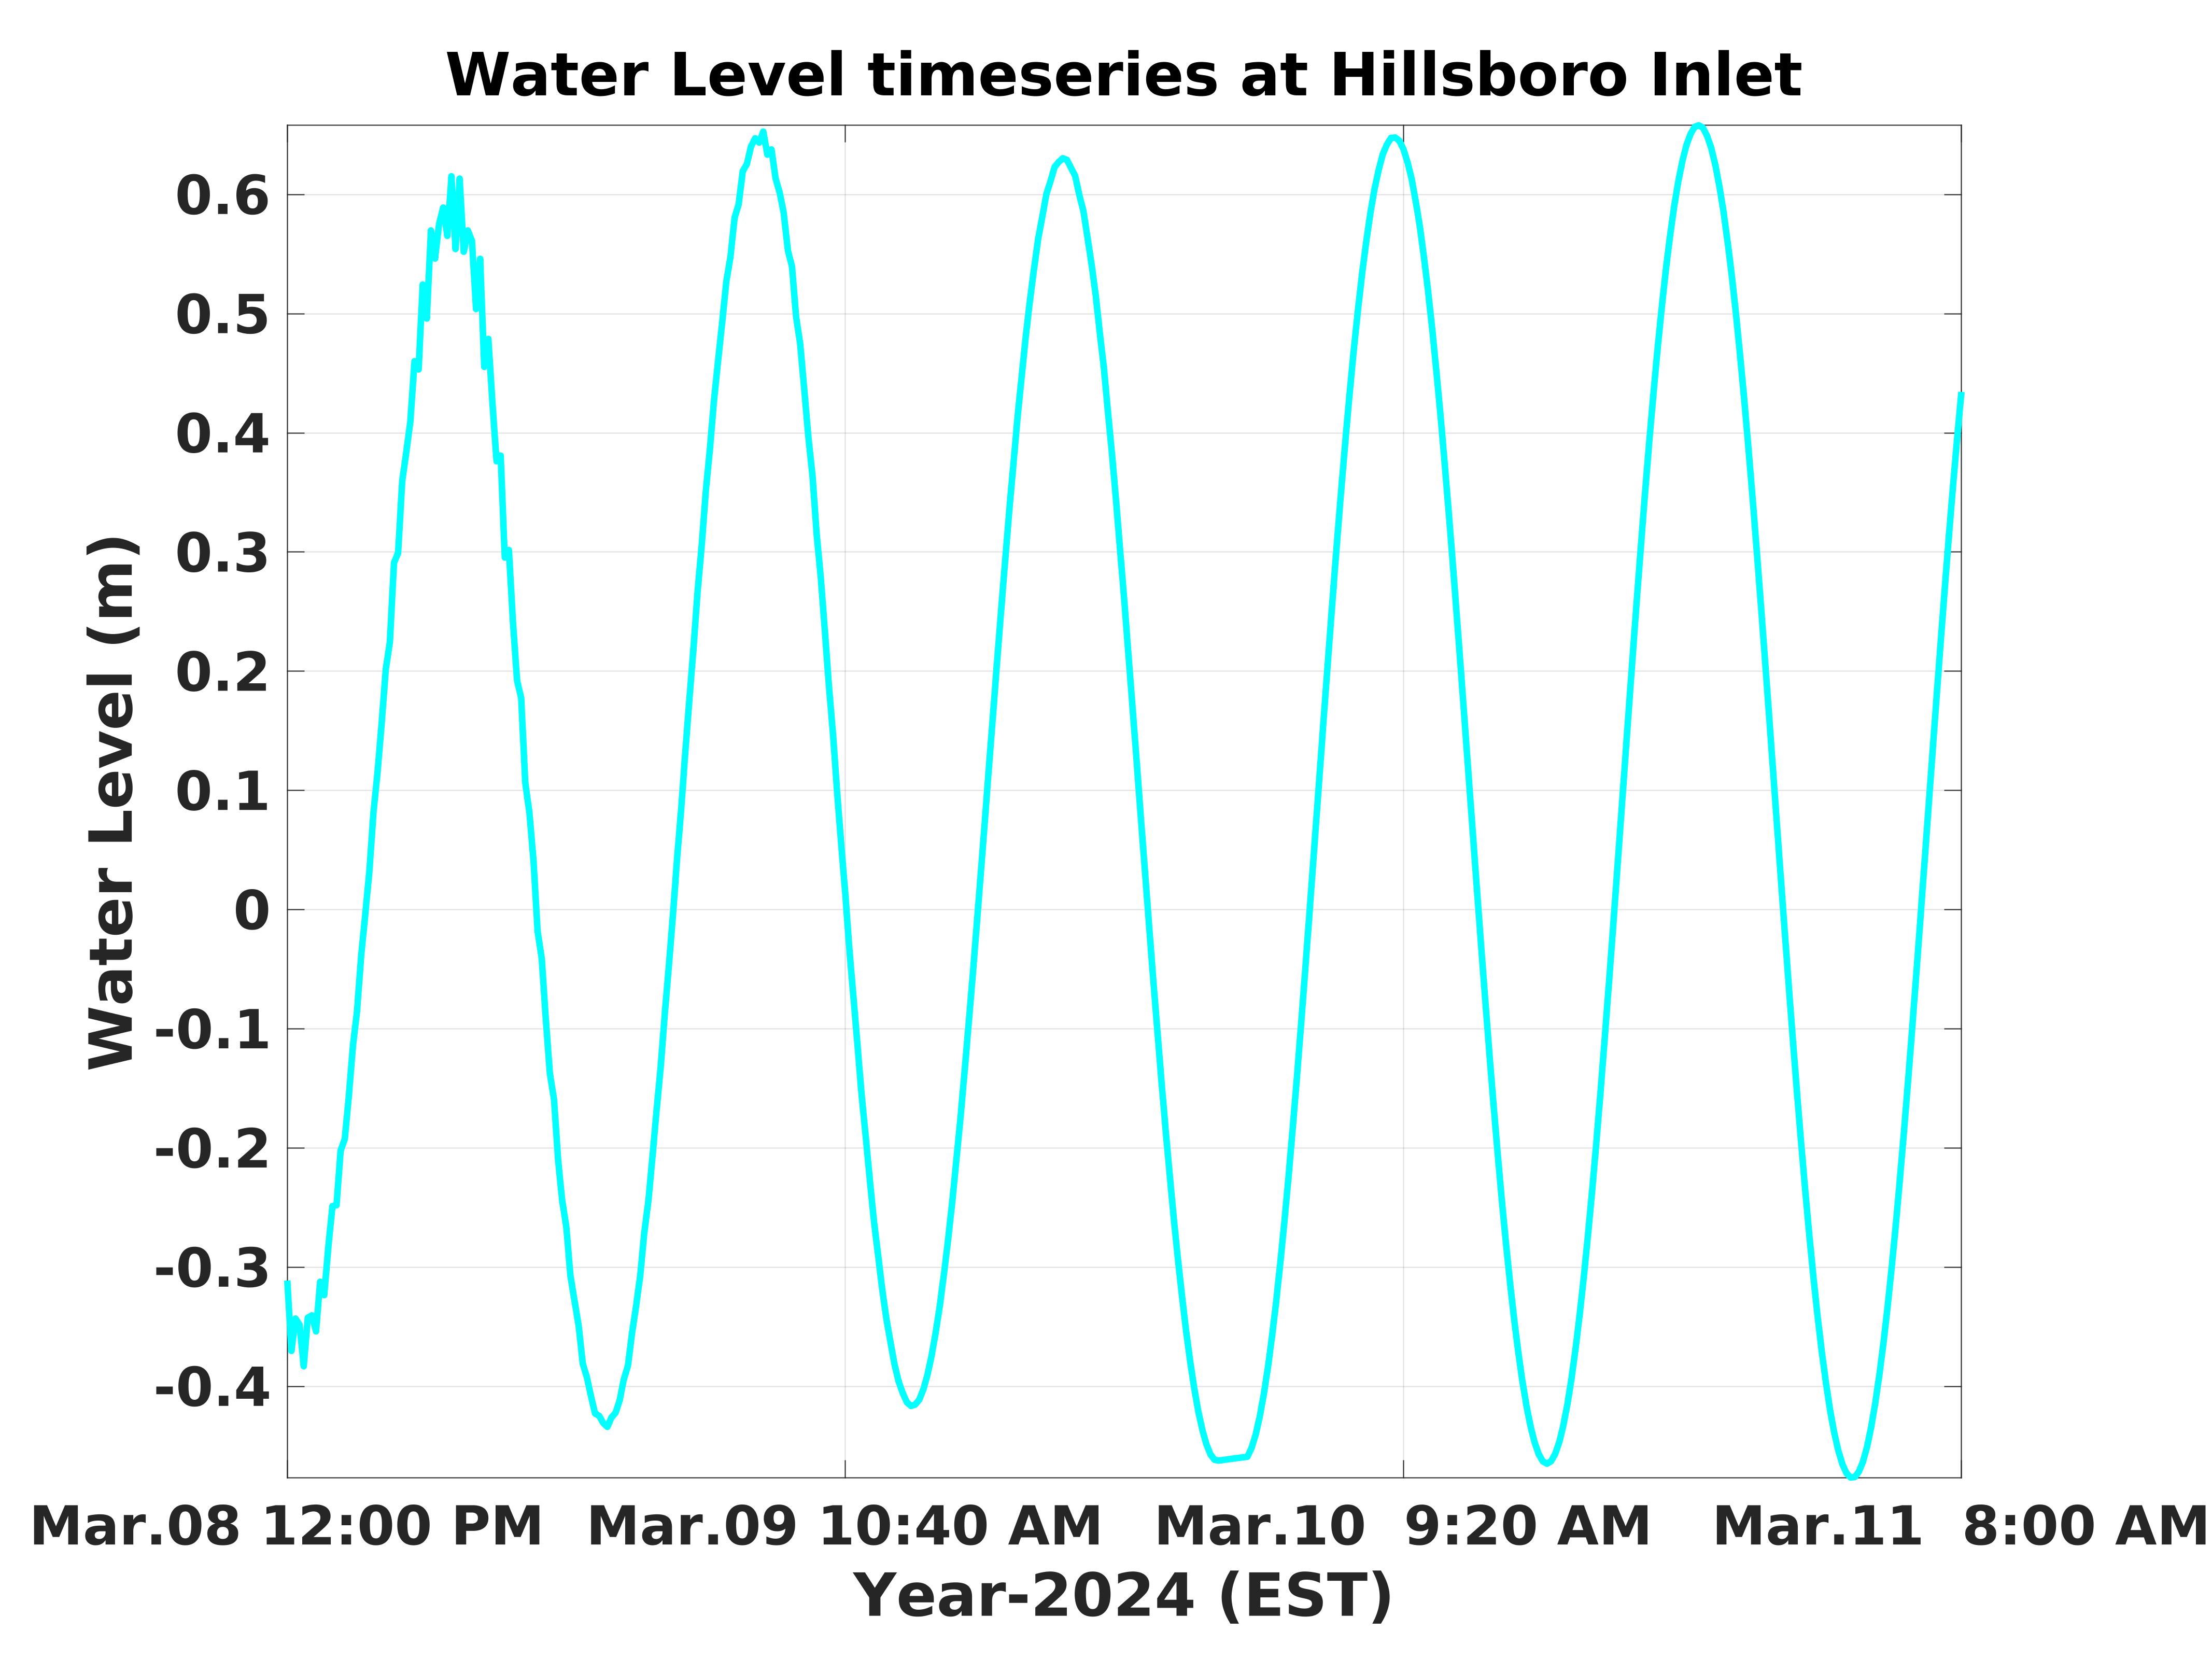 Water Level timeseries at Hillsboro Inlet
Water Level (m)
0.6
0.5
0.4
0.3
0.2
0.1
0
-0.1
-0.2
-0.3
-0.4
Mar.08 12:00 PM Mar.09 10:40 AM Mar.10 9:20 AM Mar.11 8:00 AM
Year-2024 (EST)